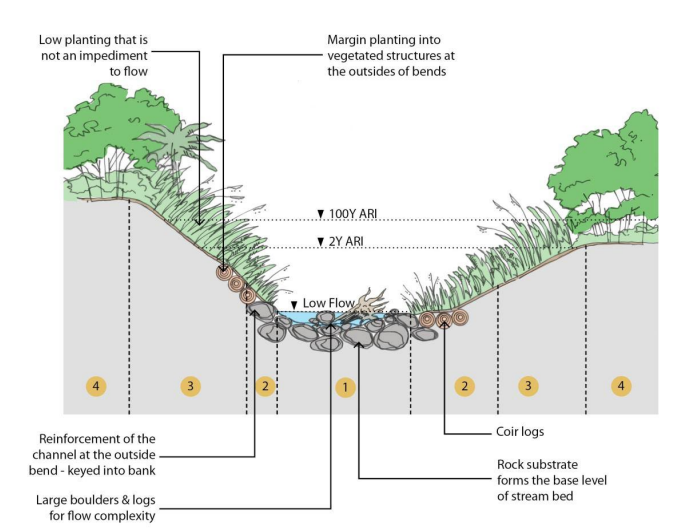 Low planting that is
not an impediment
to flow
Margin planting into
vegetated structures at
the outsides of bends
▼ 100Y ARI
▼ 2Y ARI
▼ Low Flow
4
3
2
1
2
3
4
Reinforcement of the
channel at the outside
bend - keyed into bank
Coir logs
Rock substrate
forms the base level
of stream bed
Large boulders & logs
for flow complexity